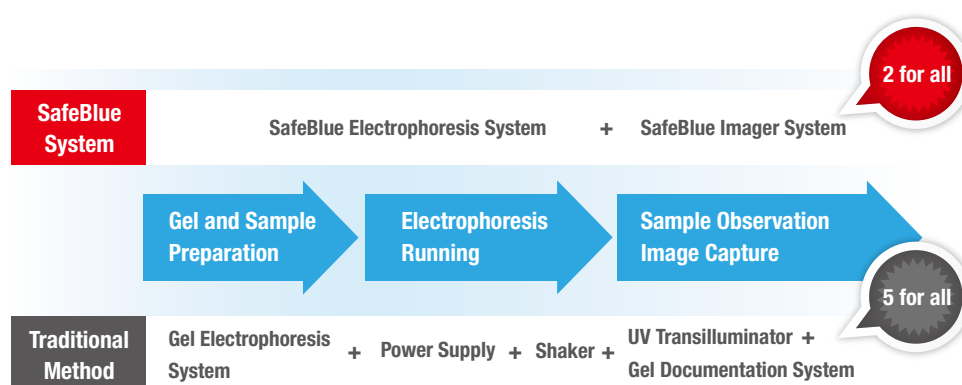 2 for all
SafeBlue
System
SafeBlue Electrophoresis System + SafeBlue Imager System
Gel and Sample
Preparation
Electrophoresis
Running
Sample Observation
Image Capture
5 for all
Traditional
Method
Gel Electrophoresis
System
+ Power Supply + Shaker +
UV Transilluminator +
Gel Documentation System